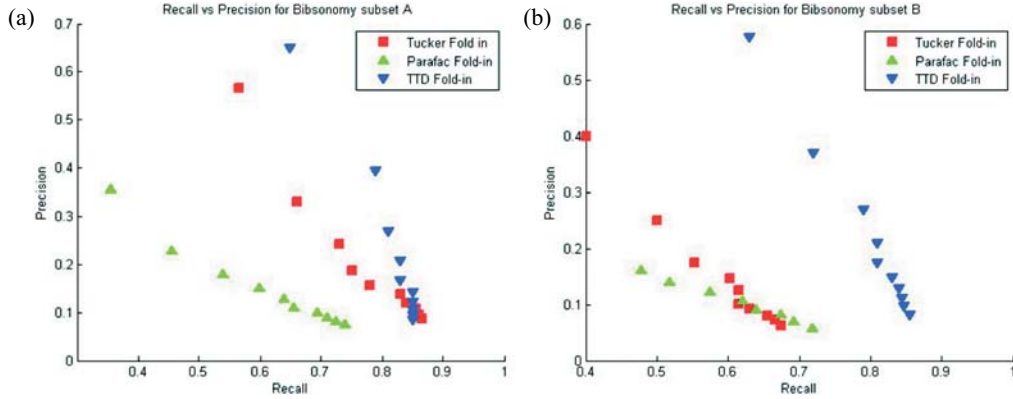 (a)
Recall vs Precision for Bibsonomy subset A
0.7
0.6
0.5
0.4
0.3
0.2
0.1
0
Precision
Tucker Fold in
Parafac Fold-in
TTD Fold-in
0.4
0.5
0.6
0.7
0.8
0.9
1
Recall
(b)
Recall vs Precision for Bibsonomy subset B
0.6
0.5
0.4
0.3
0.2
0.1
0
Precision
Tucker Fold in
Parafac Fold-in
TTD Fold-in
0.4
0.5
0.6
0.7
0.8
0.9
1
Recall